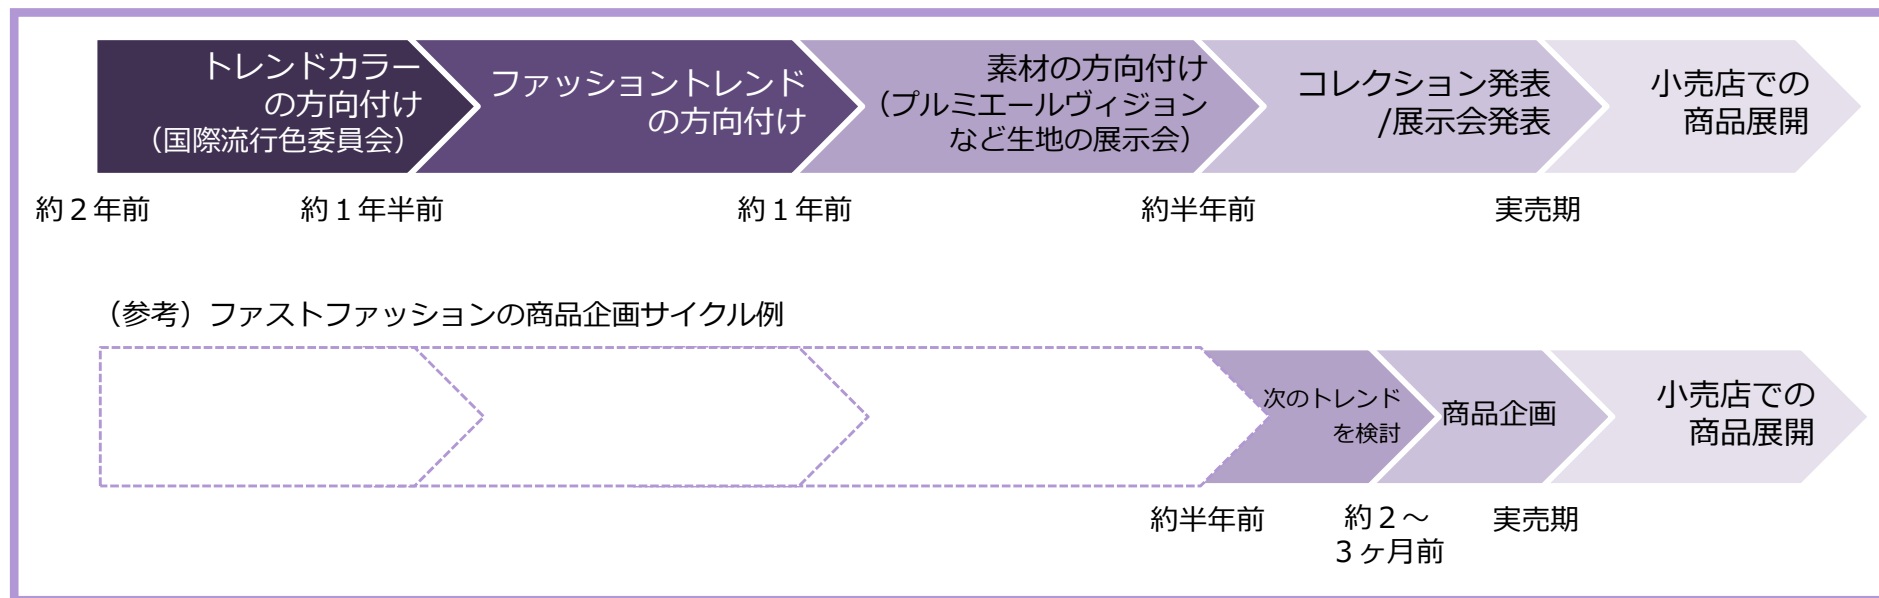 トレンドカラー
の方向付け
（国際流行色委員会）
ファッショントレンド
の方向付け
素材の方向付け
（プルミエールヴィジョン
など生地の展示会）
コレクション発表
/展示会発表
小売店での
商品展開
約２年前
約１年半前
約１年前
約半年前
実売期
（参考）ファストファッションの商品企画サイクル例
次のトレンド
を検討
商品企画
小売店での
商品展開
約半年前
約２～
３ヶ月前
実売期